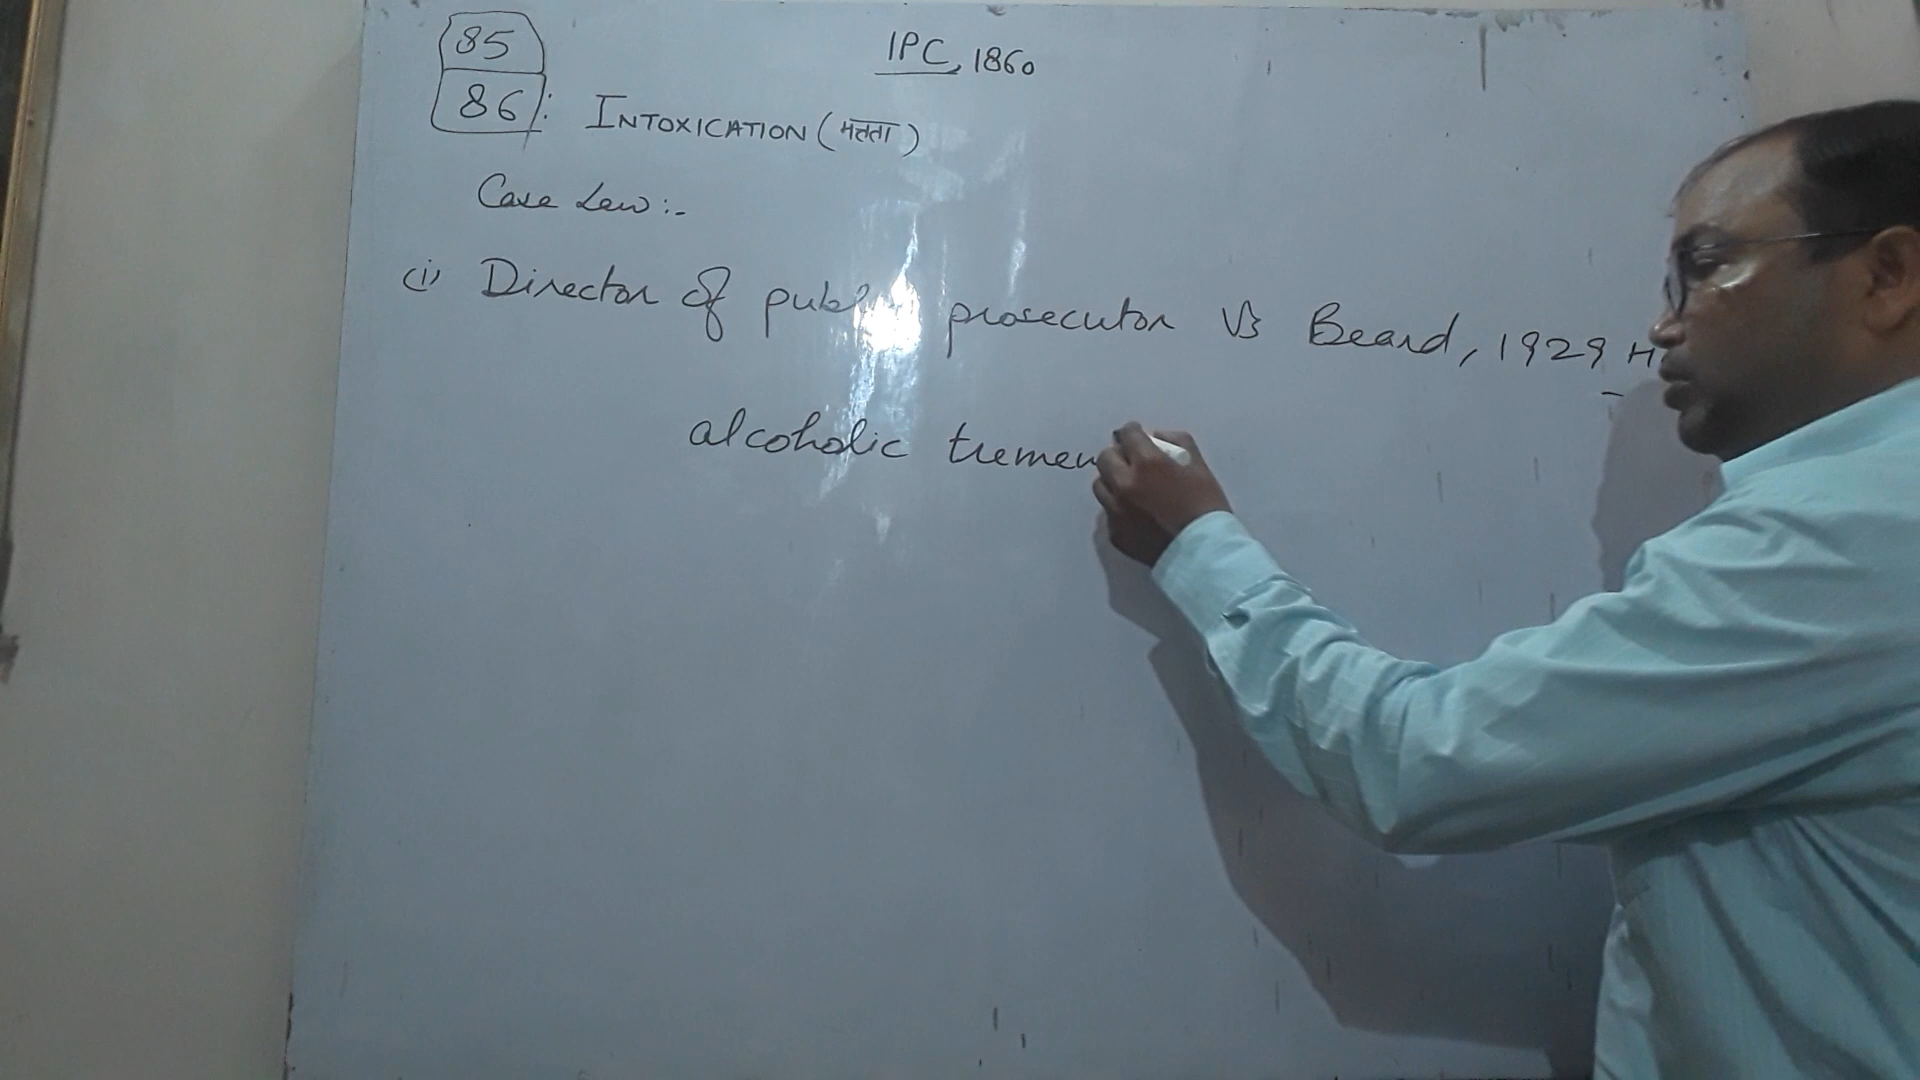 85
IPC, 1860
86: INTOXICATION (मत्तता)
Case Law:-
(i) Director of public prosecutor Vs Beard, 1929 H
alcoholic tremen